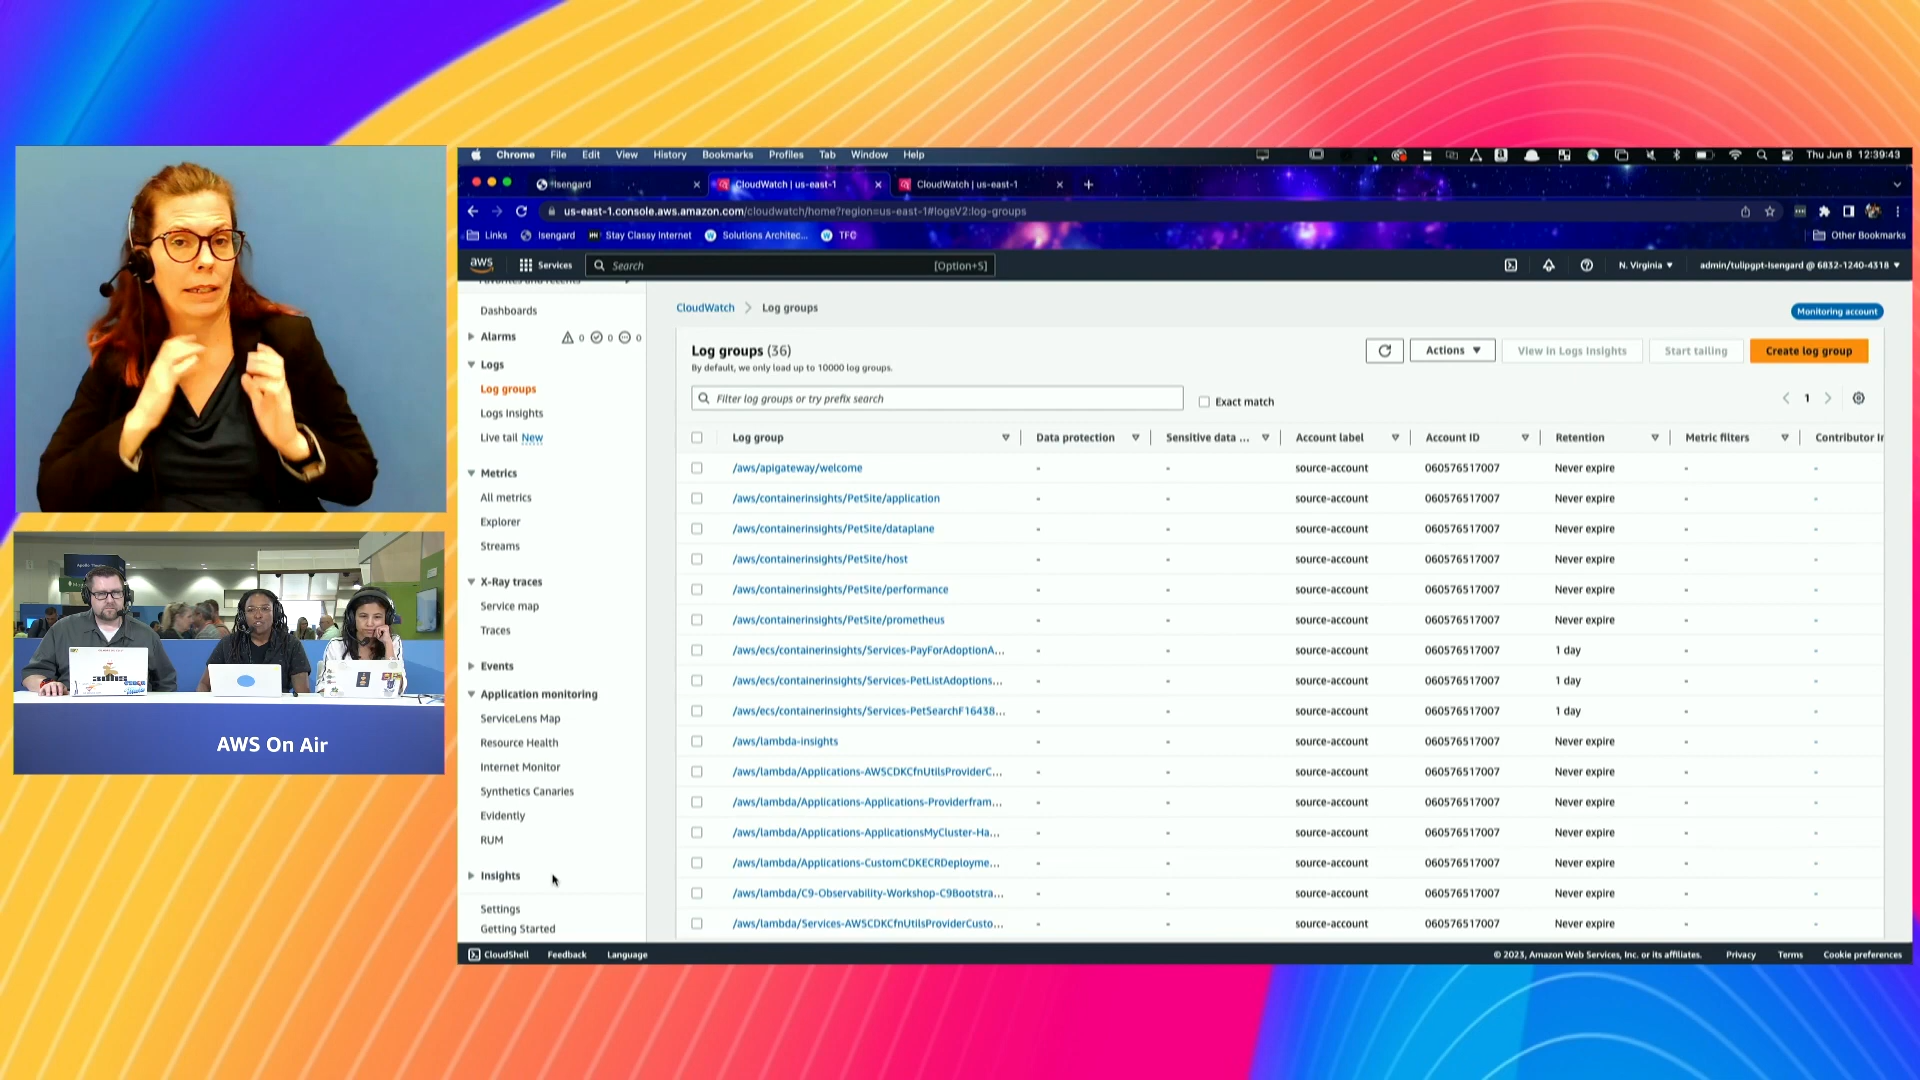 Chrome File Edit View History Bookmarks Profiles Tab Window Help Thu Jun 8 12:39:43
Isengard CloudWatch | us-east-1 CloudWatch | us-east-1
us-east-1.console.aws.amazon.com/cloudwatch/home?region=us-east-1#logsV2:log-groups
Links Isengard Stay Classy Internet Solutions Architec... TFC Other Bookmarks
aws Services Search [Option+S] N. Virginia admin/tulipgpt-Isengard @ 6832-1240-4318
Favorites and recents
Dashboards
Alarms 0 0 0
Logs
Log groups
Logs Insights
Live tail New
Metrics
All metrics
Explorer
Streams
X-Ray traces
Service map
Traces
Events
Application monitoring
ServiceLens Map
Resource Health
Internet Monitor
Synthetics Canaries
Evidently
RUM
Insights
Settings
Getting Started
CloudWatch Log groups Monitoring account
Log groups (36) Actions View in Logs Insights Start tailing Create log group
By default, we only load up to 10000 log groups.
Filter log groups or try prefix search Exact match 1
Log group Data protection Sensitive data ... Account label Account ID Retention Metric filters Contributor Ir
/aws/apigateway/welcome - - source-account 060576517007 Never expire - -
/aws/containerinsights/PetSite/application - - source-account 060576517007 Never expire - -
/aws/containerinsights/PetSite/dataplane - - source-account 060576517007 Never expire - -
/aws/containerinsights/PetSite/host - - source-account 060576517007 Never expire - -
/aws/containerinsights/PetSite/performance - - source-account 060576517007 Never expire - -
/aws/containerinsights/PetSite/prometheus - - source-account 060576517007 Never expire - -
/aws/ecs/containerinsights/Services-PayForAdoptionA... - - source-account 060576517007 1 day - -
/aws/ecs/containerinsights/Services-PetListAdoptions... - - source-account 060576517007 1 day - -
/aws/ecs/containerinsights/Services-PetSearchF16438... - - source-account 060576517007 1 day - -
/aws/lambda-insights - - source-account 060576517007 Never expire - -
/aws/lambda/Applications-AWSCDKCfnUtilsProviderC... - - source-account 060576517007 Never expire - -
/aws/lambda/Applications-Applications-Providerfram... - - source-account 060576517007 Never expire - -
/aws/lambda/Applications-ApplicationsMyCluster-Ha... - - source-account 060576517007 Never expire - -
/aws/lambda/Applications-CustomCDKECRDeployme... - - source-account 060576517007 Never expire - -
/aws/lambda/C9-Observability-Workshop-C9Bootstra... - - source-account 060576517007 Never expire - -
/aws/lambda/Services-AWSCDKCfnUtilsProviderCusto... - - source-account 060576517007 Never expire - -
CloudShell Feedback Language © 2023, Amazon Web Services, Inc. or its affiliates. Privacy Terms Cookie preferences
AWS On Air